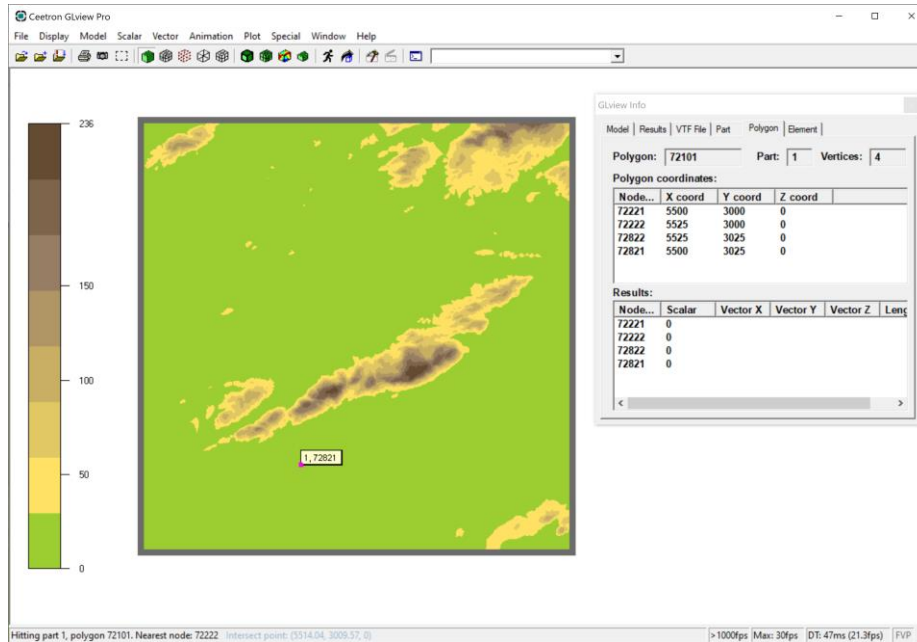 Ceetron GLview Pro
File Display Model Scalar Vector Animation Plot Special Window Help
236
150
100
50
0
1, 72821
GLview Info
Model Results VTF File Part Polygon Element
Polygon: 72101 Part: 1 Vertices: 4
Polygon coordinates:
Node... X coord Y coord Z coord
72221 5500 3000 0
72222 5525 3000 0
72822 5525 3025 0
72821 5500 3025 0
Results:
Node... Scalar Vector X Vector Y Vector Z Leng
72221 0
72222 0
72822 0
72821 0
Hitting part 1, polygon 72101. Nearest node: 72222 Intersect point: (5514.04, 3009.57, 0) >1000fps Max: 30fps DT: 47ms (21.3fps) FVP